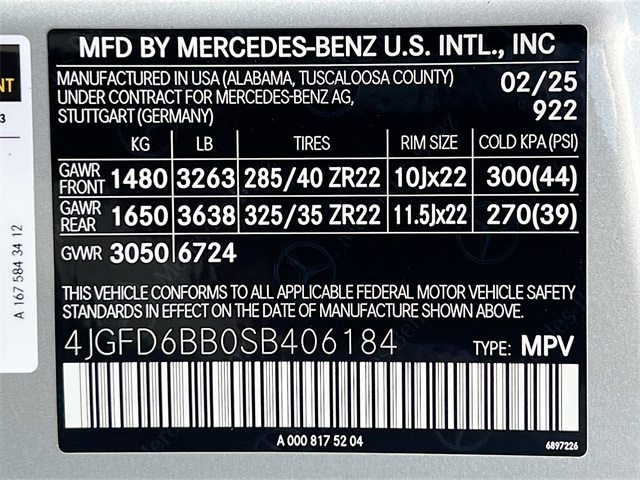 NT
3
A 167 584 34 12
MFD BY MERCEDES-BENZ U.S. INTL., INC
MANUFACTURED IN USA (ALABAMA, TUSCALOOSA COUNTY) 02/25
UNDER CONTRACT FOR MERCEDES-BENZ AG, 922
STUTTGART (GERMANY)
KG LB TIRES RIM SIZE COLD KPA (PSI)
GAWR FRONT 1480 3263 285/40 ZR22 10Jx22 300(44)
GAWR REAR 1650 3638 325/35 ZR22 11.5Jx22 270(39)
GVWR 3050 6724
THIS VEHICLE CONFORMS TO ALL APPLICABLE FEDERAL MOTOR VEHICLE SAFETY
STANDARDS IN EFFECT ON THE DATE OF MANUFACTURE SHOWN ABOVE.
4JGFD6BB0SB406184 TYPE: MPV
A 000 817 52 04
6897226